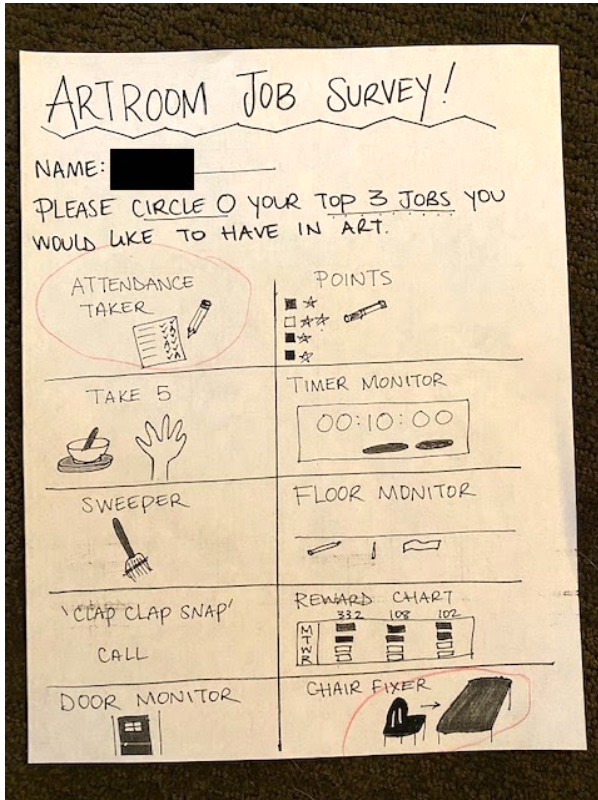 ARTROOM JOB SURVEY!
NAME:
PLEASE CIRCLE O YOUR TOP 3 JOBS YOU
WOULD LIKE TO HAVE IN ART.
ATTENDANCE
TAKER
POINTS
TAKE 5
TIMER MONITOR
00:10:00
SWEEPER
FLOOR MONITOR
'CLAP CLAP SNAP'
CALL
REWARD CHART
332 108 102
M
T
W
R
DOOR MONITOR
CHAIR FIXER